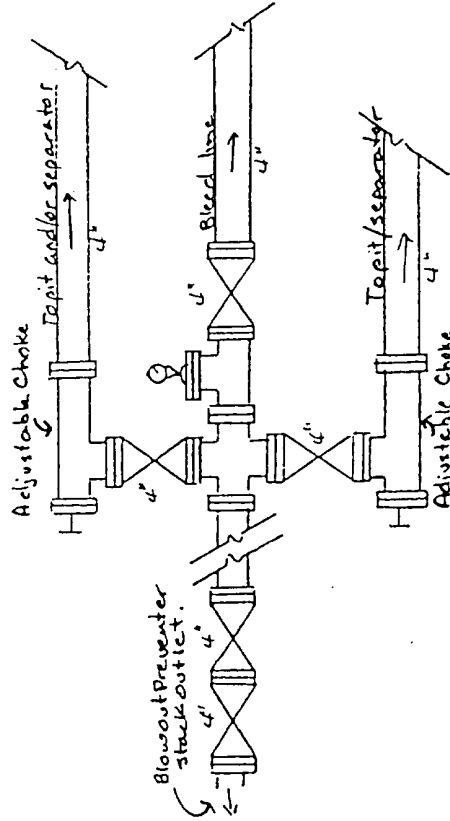 Adjustable Choke
To pit and/or separator
4"
4"
Bleed line
4"
4"
4"
To pit/separator
4"
Adjustable Choke
Blowout Preventer
stack outlet.
4'
4"